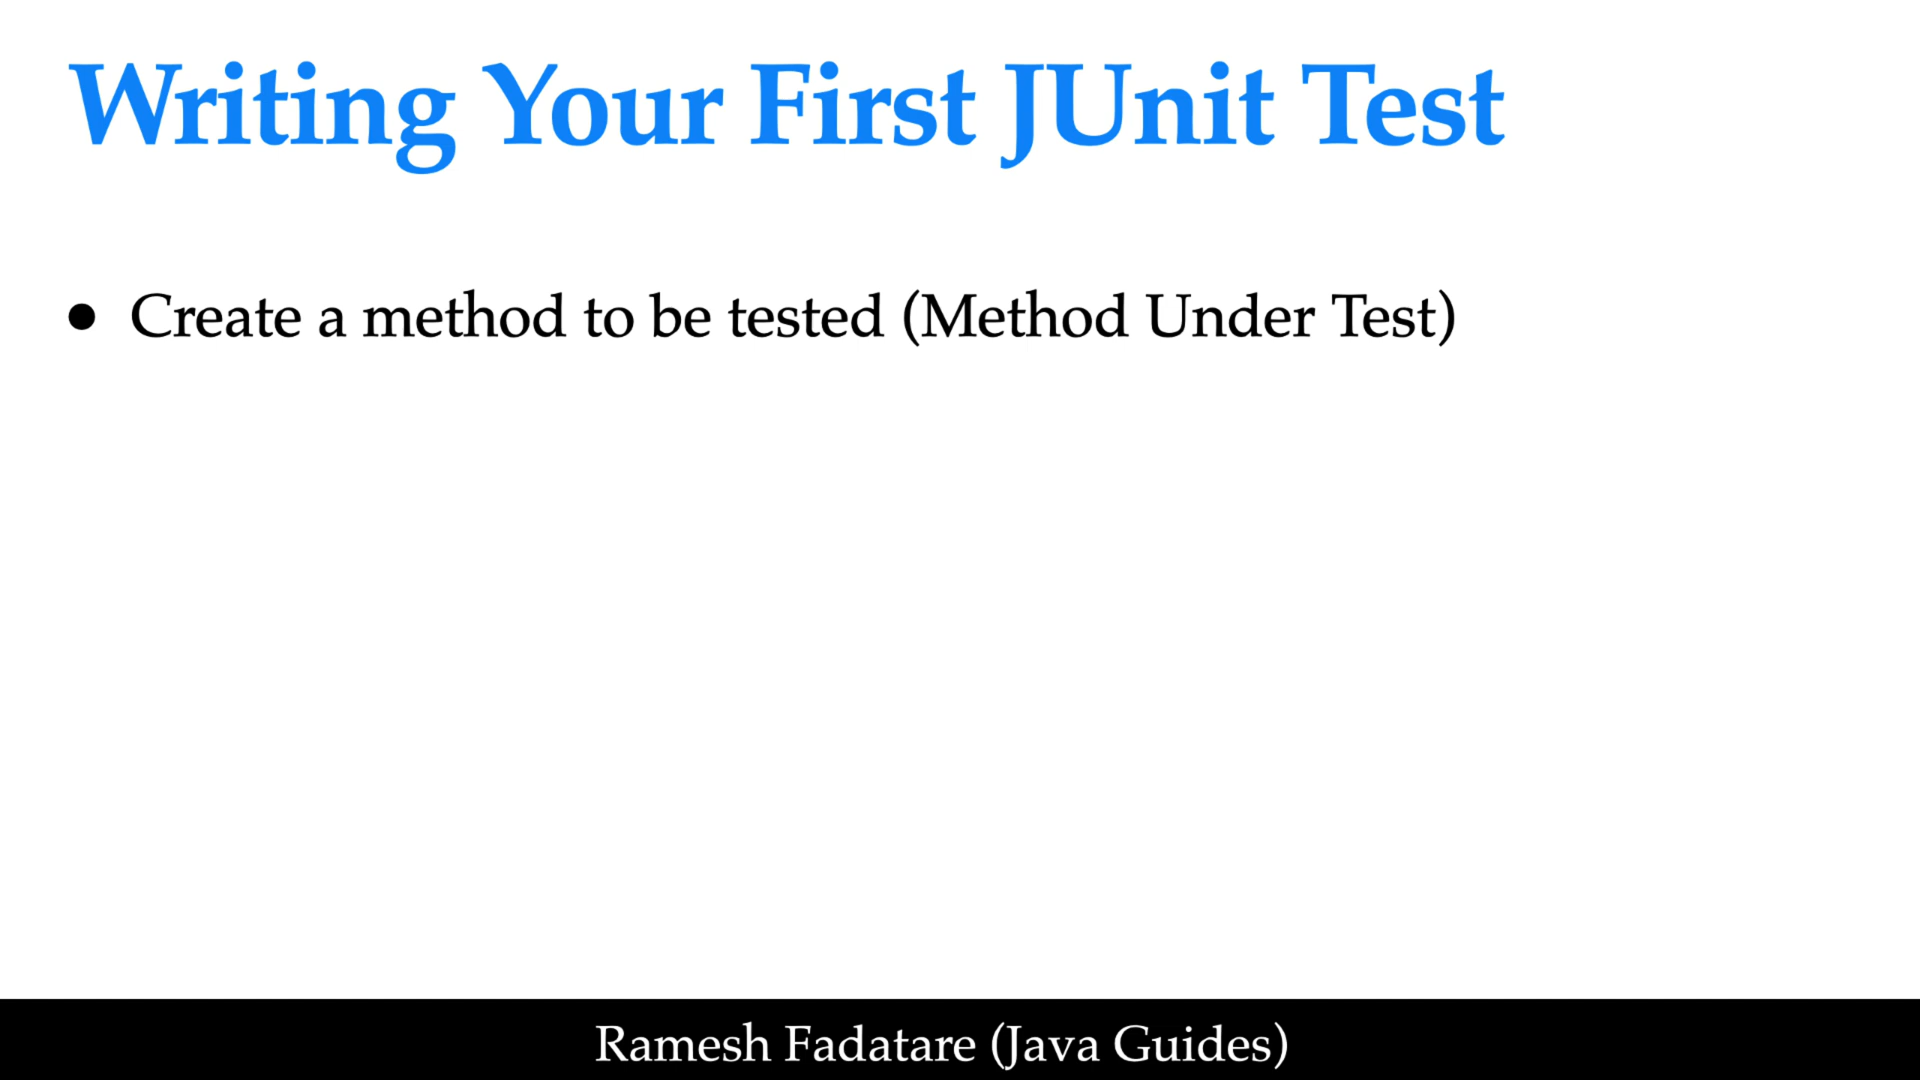 Writing Your First JUnit Test
• Create a method to be tested (Method Under Test)
Ramesh Fadatare (Java Guides)